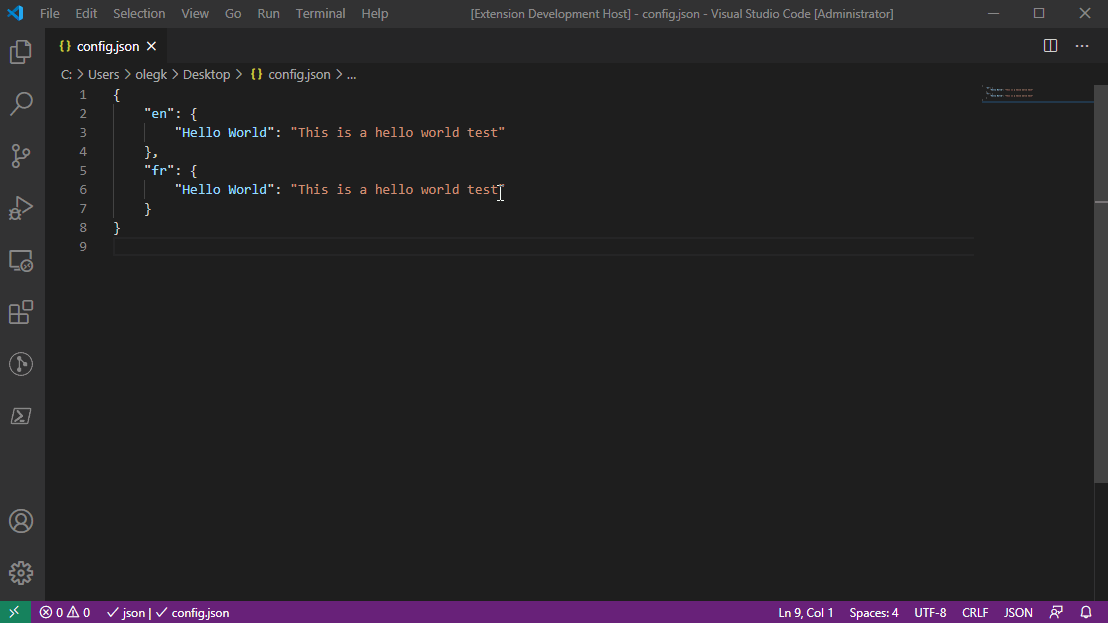 File Edit Selection View Go Run Terminal Help [Extension Development Host] - config.json - Visual Studio Code [Administrator]
{} config.json
C: > Users > olegk > Desktop > {} config.json > ...
1 {
2 "en": {
3 "Hello World": "This is a hello world test"
4 },
5 "fr": {
6 "Hello World": "This is a hello world test"
7 }
8 }
9
0 0 json | config.json Ln 9, Col 1 Spaces: 4 UTF-8 CRLF JSON